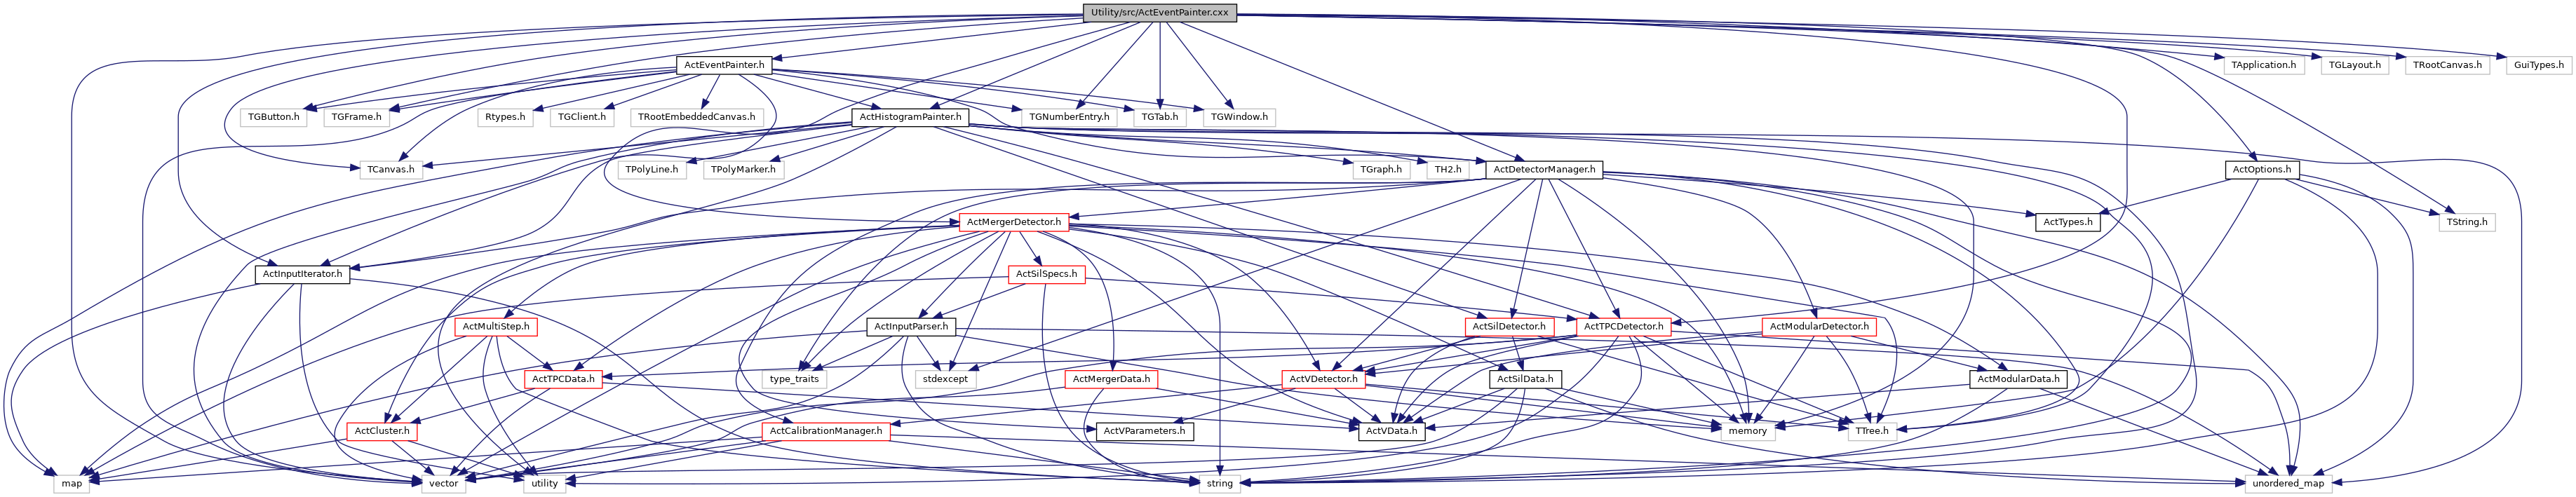 Utility/src/ActEventPainter.cxx
ActEventPainter.h
TApplication.h
TGLayout.h
TRootCanvas.h
GuiTypes.h
TGButton.h
TGFrame.h
Rtypes.h
TGClient.h
TRootEmbeddedCanvas.h
ActHistogramPainter.h
TGNumberEntry.h
TGTab.h
TGWindow.h
TCanvas.h
TPolyLine.h
TPolyMarker.h
ActDetectorManager.h
TGraph.h
TH2.h
ActOptions.h
ActMergerDetector.h
ActTypes.h
TString.h
ActInputIterator.h
ActSilSpecs.h
ActMultiStep.h
ActInputParser.h
ActSilDetector.h
ActTPCDetector.h
ActModularDetector.h
ActTPCData.h
type_traits
stdexcept
ActMergerData.h
ActVDetector.h
ActSilData.h
ActModularData.h
ActCluster.h
ActCalibrationManager.h
ActVParameters.h
ActVData.h
memory
TTree.h
map
vector
utility
string
unordered_map